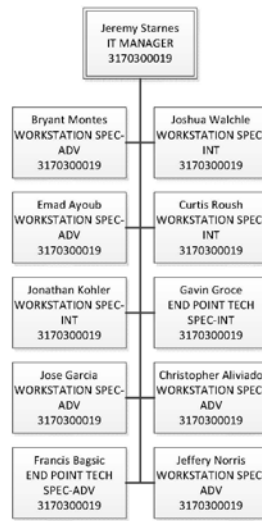 Jeremy Starnes
IT MANAGER
3170300019
Bryant Montes
WORKSTATION SPEC-
ADV
3170300019
Joshua Walchle
WORKSTATION SPEC-
INT
3170300019
Emad Ayoub
WORKSTATION SPEC-
ADV
3170300019
Curtis Roush
WORKSTATION SPEC-
INT
3170300019
Jonathan Kohler
WORKSTATION SPEC-
INT
3170300019
Gavin Groce
END POINT TECH
SPEC-INT
3170300019
Jose Garcia
WORKSTATION SPEC-
ADV
3170300019
Christopher Aliviado
WORKSTATION SPEC-
ADV
3170300019
Francis Bagsic
END POINT TECH
SPEC-ADV
3170300019
Jeffery Norris
WORKSTATION SPEC-
ADV
3170300019